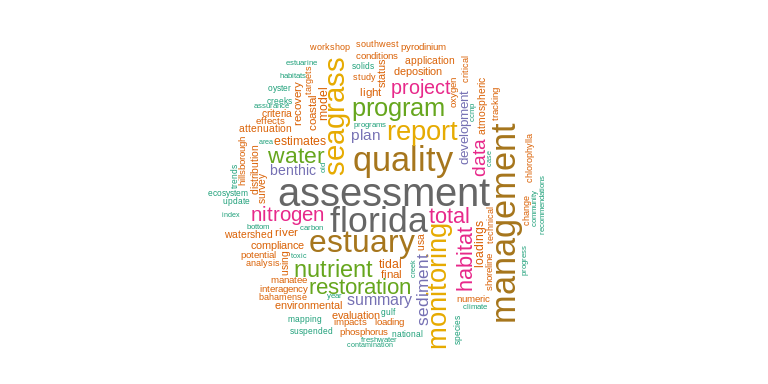 southwest
workshop
pyrodinium
conditions
estuarine
solids
status
application
habitats
targets
study
deposition
critical
oyster
recovery
model
light
project
oxygen
atmospheric
tracking
creeks
assurance
coastal
seagrass
program
ccmp
criteria
effects
attenuation
programs
report
plan
development
estimates
hillsborough
area
water
quality
data
case
chlorophylla
trends
distribution
survey
benthic
old
management
ecosystem
assessment
community
recommendations
update
index
nitrogen
florida
total
change
technical
bottom
carbon
watershed
river
estuary
usa
monitoring
habitat
loadings
compliance
potential
using
toxic
analysis
nutrient
tidal
final
creek
shoreline
progress
manatee
interagency
restoration
sediment
bahamense
year
summary
numeric
environmental
climate
mapping
evaluation
gulf
suspended
impacts
loading
species
phosphorus
national
freshwater
contamination